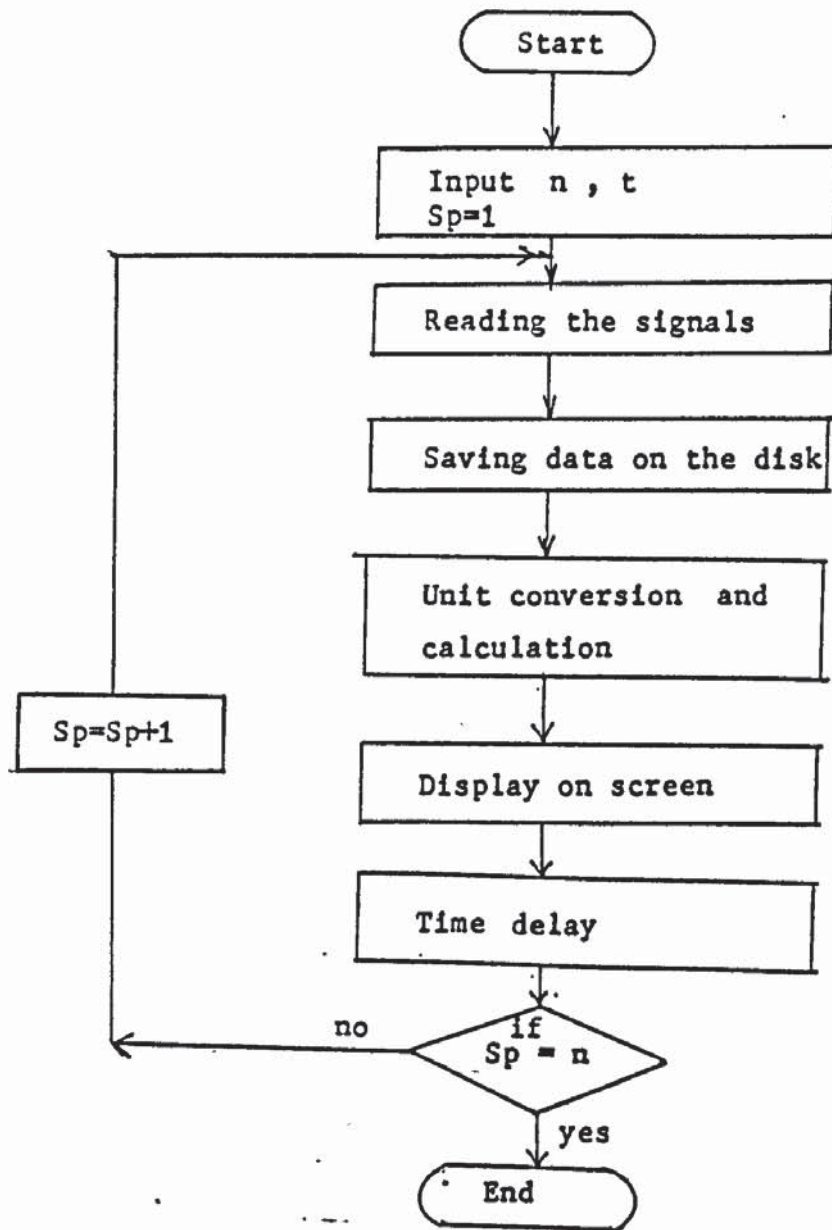 Start
Input n , t
Sp=1
Reading the signals
Saving data on the disk
Unit conversion and
calculation
Sp=Sp+1
Display on screen
Time delay
no
if
Sp = n
yes
End